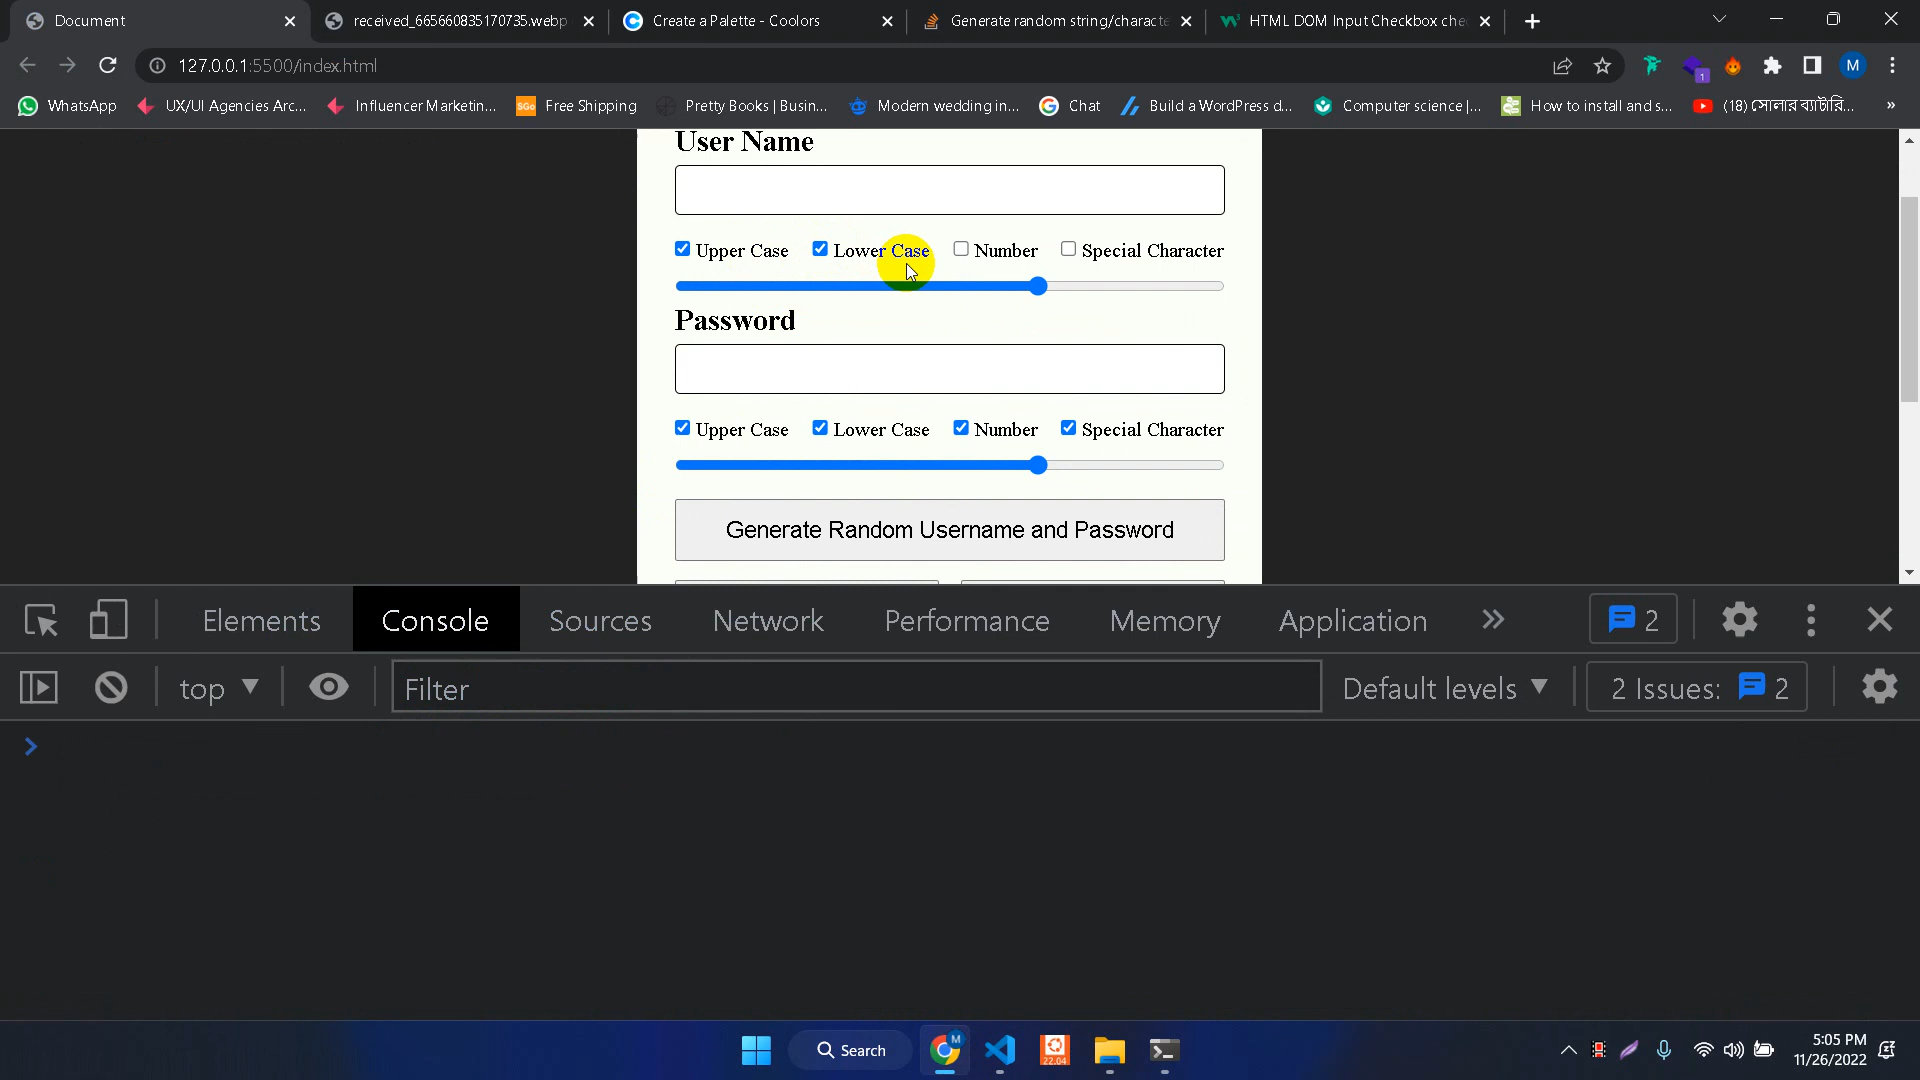 Document
received_665660835170735.webp
Create a Palette - Coolors
Generate random string/characte
HTML DOM Input Checkbox che
127.0.0.1:5500/index.html
M
1
WhatsApp
UX/UI Agencies Arc...
Influencer Marketin...
SGo
Free Shipping
Pretty Books | Busin...
Modern wedding in...
Chat
Build a WordPress d...
Computer science |...
How to install and s...
(18) সোলার ব্যাটারি...
User Name
Upper Case
Lower Case
Number
Special Character
Password
Upper Case
Lower Case
Number
Special Character
Generate Random Username and Password
Elements
Console
Sources
Network
Performance
Memory
Application
2
top
Filter
Default levels
2 Issues:
2
Search
M
22.04
5:05 PM
11/26/2022